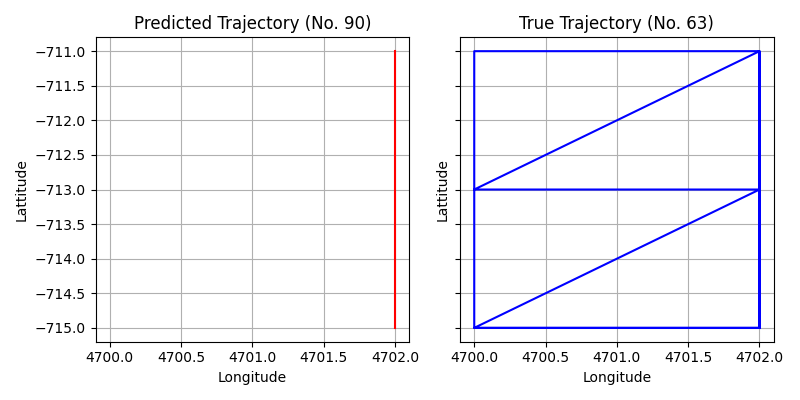 Predicted Trajectory (No. 90)
−711.0
−711.5
−712.0
−712.5
−713.0
−713.5
−714.0
−714.5
−715.0
Lattitude
4700.0 4700.5 4701.0 4701.5 4702.0
Longitude
True Trajectory (No. 63)
Lattitude
4700.0 4700.5 4701.0 4701.5 4702.0
Longitude